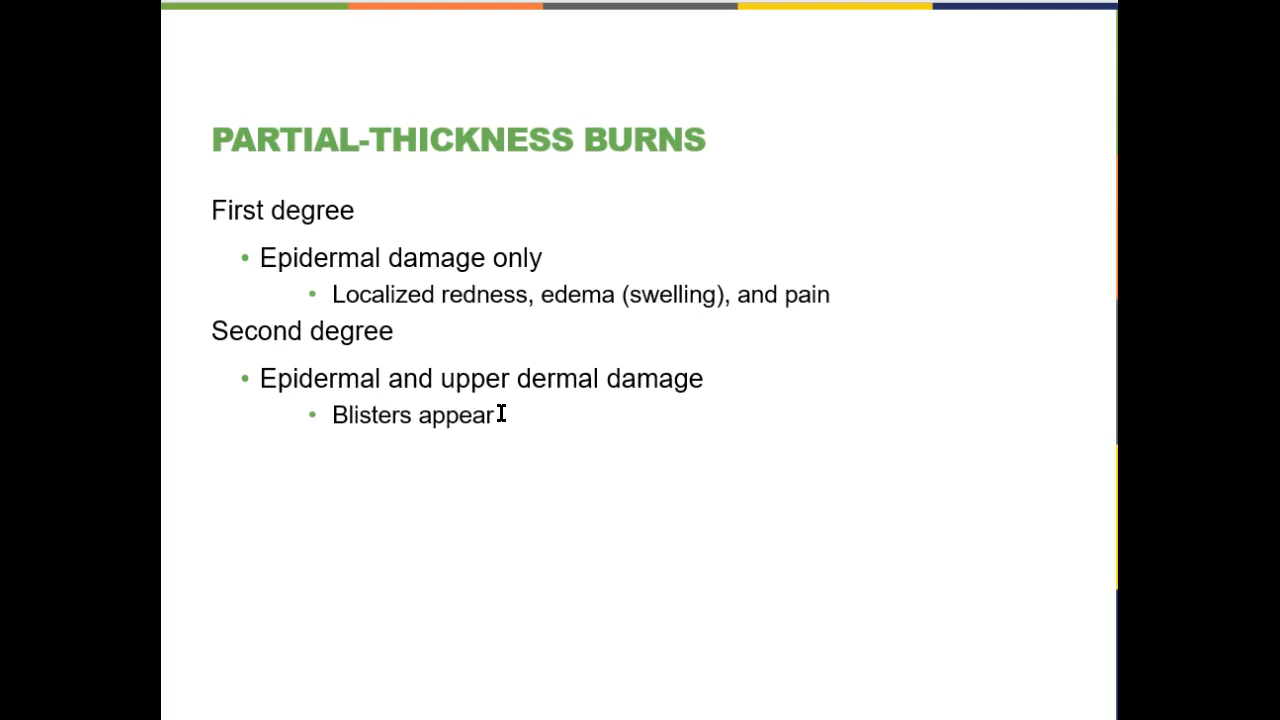 PARTIAL-THICKNESS BURNS
First degree
• Epidermal damage only
• Localized redness, edema (swelling), and pain
Second degree
• Epidermal and upper dermal damage
• Blisters appear